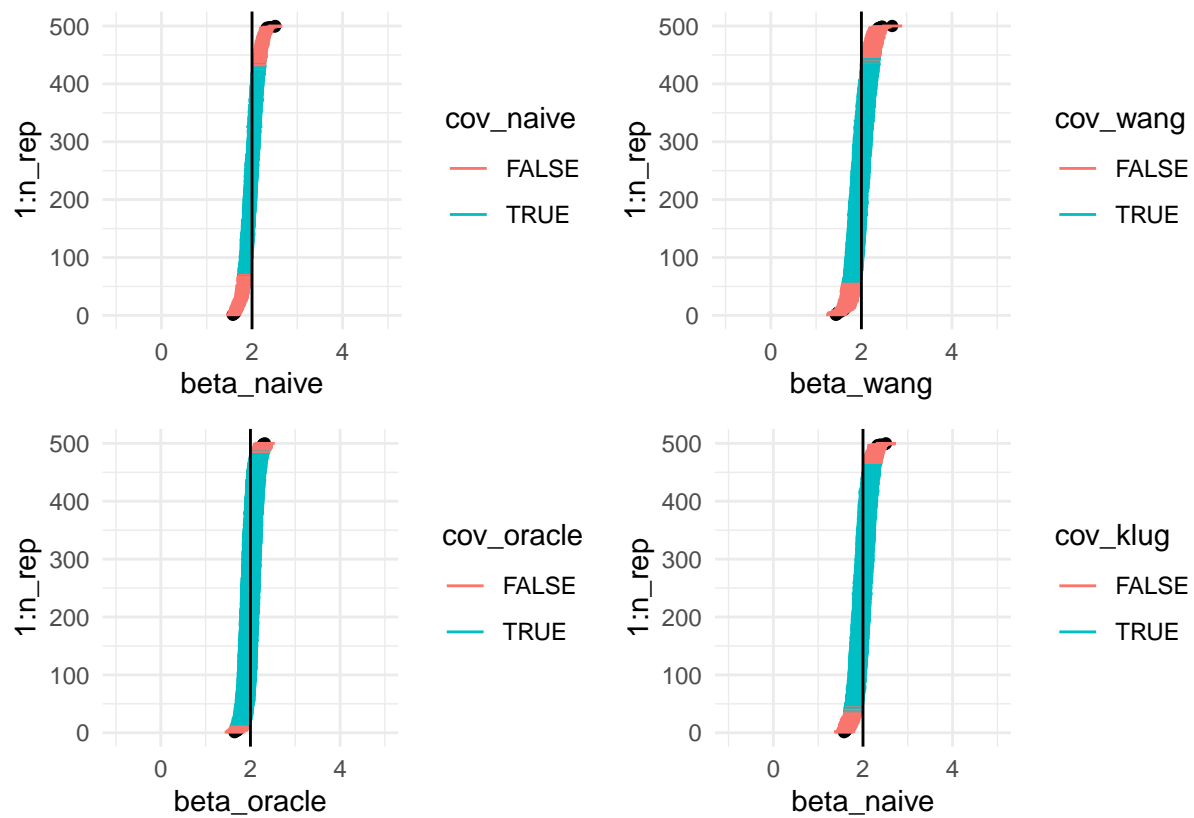 500
400
300
200
100
0
1:n_rep
0 2 4
beta_naive
cov_naive
FALSE
TRUE
500
400
300
200
100
0
1:n_rep
0 2 4
beta_wang
cov_wang
FALSE
TRUE
500
400
300
200
100
0
1:n_rep
0 2 4
beta_oracle
cov_oracle
FALSE
TRUE
500
400
300
200
100
0
1:n_rep
0 2 4
beta_naive
cov_klug
FALSE
TRUE